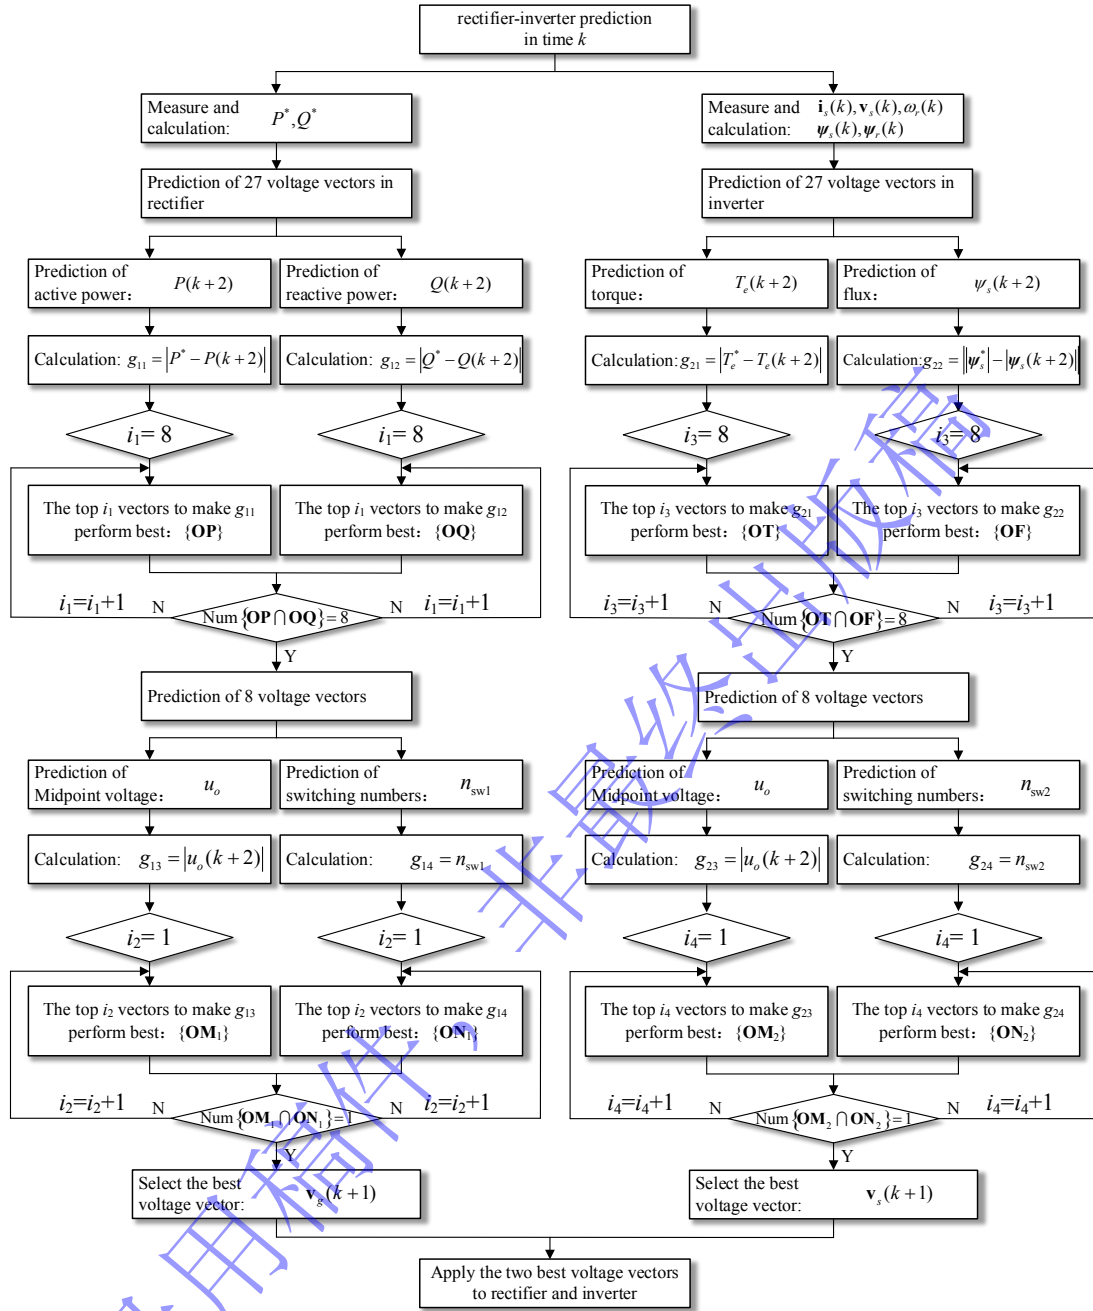 rectifier-inverter prediction
in time k
Measure and
calculation: P*,Q*
Measure and
calculation: i_s(k),v_s(k),ω_r(k)
ψ_s(k),ψ_r(k)
Prediction of 27 voltage vectors in
rectifier
Prediction of 27 voltage vectors in
inverter
Prediction of
active power: P(k+2)
Prediction of
reactive power: Q(k+2)
Prediction of
torque: T_e(k+2)
Prediction of
flux: ψ_s(k+2)
Calculation: g₁₁=|P*−P(k+2)|
Calculation: g₁₂=|Q*−Q(k+2)|
Calculation: g₂₁=|T_e*−T_e(k+2)|
Calculation: g₂₂=||ψ_s*|−|ψ_s(k+2)||
i₁= 8
i₁= 8
i₃= 8
i₃= 8
The top i₁ vectors to make g₁₁
perform best: {OP}
The top i₁ vectors to make g₁₂
perform best: {OQ}
The top i₃ vectors to make g₂₁
perform best: {OT}
The top i₃ vectors to make g₂₂
perform best: {OF}
i₁=i₁+1
N
Num{OP∩OQ}=8
N
i₁=i₁+1
Y
i₃=i₃+1
N
Num{OT∩OF}=8
N
i₃=i₃+1
Y
Prediction of 8 voltage vectors
Prediction of 8 voltage vectors
Prediction of
Midpoint voltage: u_o
Prediction of
switching numbers: n_sw1
Prediction of
Midpoint voltage: u_o
Prediction of
switching numbers: n_sw2
Calculation: g₁₃=|u_o(k+2)|
Calculation: g₁₄=n_sw1
Calculation: g₂₃=|u_o(k+2)|
Calculation: g₂₄=n_sw2
i₂= 1
i₂= 1
i₄= 1
i₄= 1
The top i₂ vectors to make g₁₃
perform best: {OM₁}
The top i₂ vectors to make g₁₄
perform best: {ON₁}
The top i₄ vectors to make g₂₃
perform best: {OM₂}
The top i₄ vectors to make g₂₄
perform best: {ON₂}
i₂=i₂+1
N
Num{OM₁∩ON₁}=1
N
i₂=i₂+1
Y
i₄=i₄+1
N
Num{OM₂∩ON₂}=1
N
i₄=i₄+1
Y
Select the best
voltage vector: v_g(k+1)
Select the best
voltage vector: v_s(k+1)
Apply the two best voltage vectors
to rectifier and inverter
用稿件，非最终出版稿